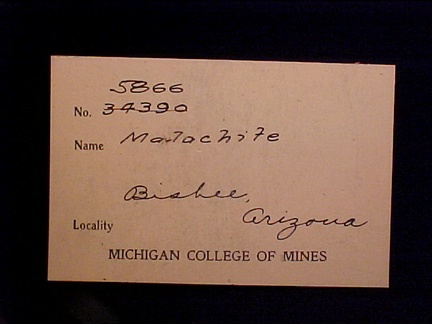 5866
No. 34390
Name Malachite
Bisbee,
Arizona
Locality
MICHIGAN COLLEGE OF MINES